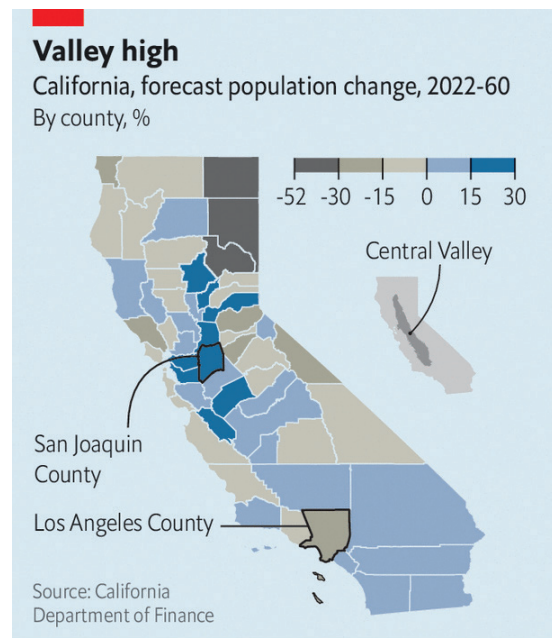 Valley high
California, forecast population change, 2022-60
By county, %
-52 -30 -15 0 15 30
Central Valley
San Joaquin
County
Los Angeles County
Source: California
Department of Finance